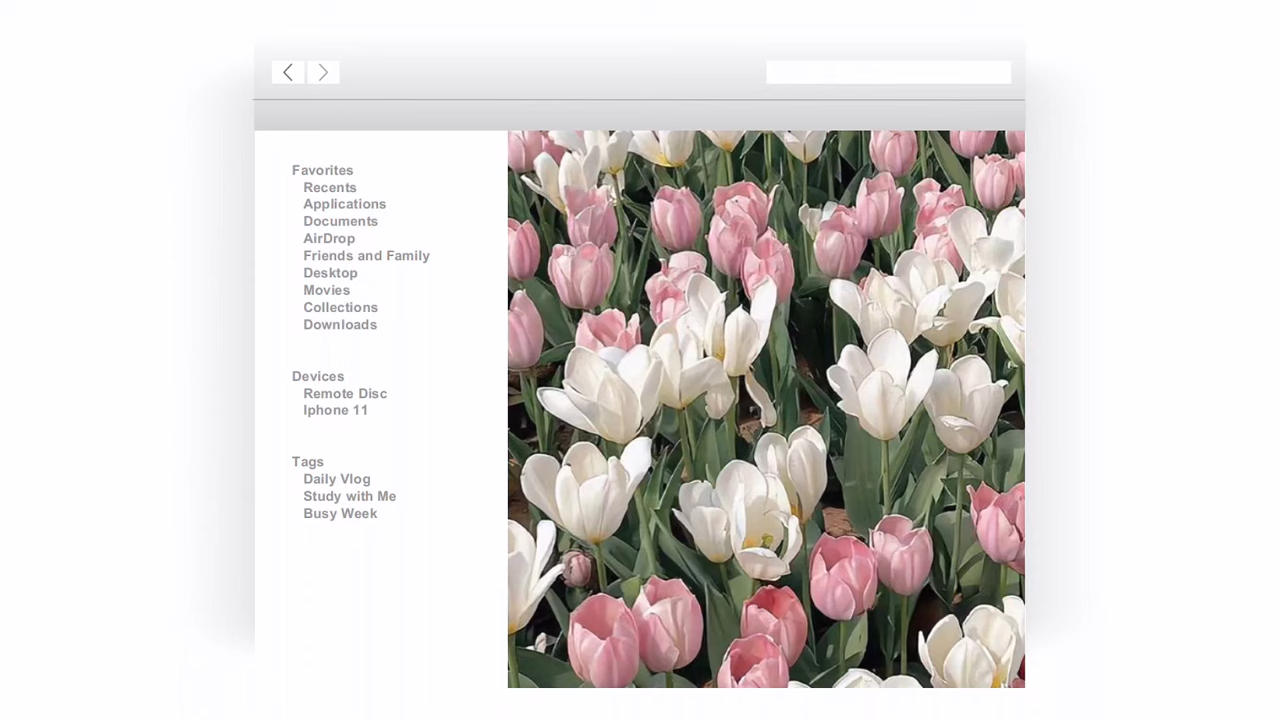 Favorites
Recents
Applications
Documents
AirDrop
Friends and Family
Desktop
Movies
Collections
Downloads
Devices
Remote Disc
Iphone 11
Tags
Daily Vlog
Study with Me
Busy Week